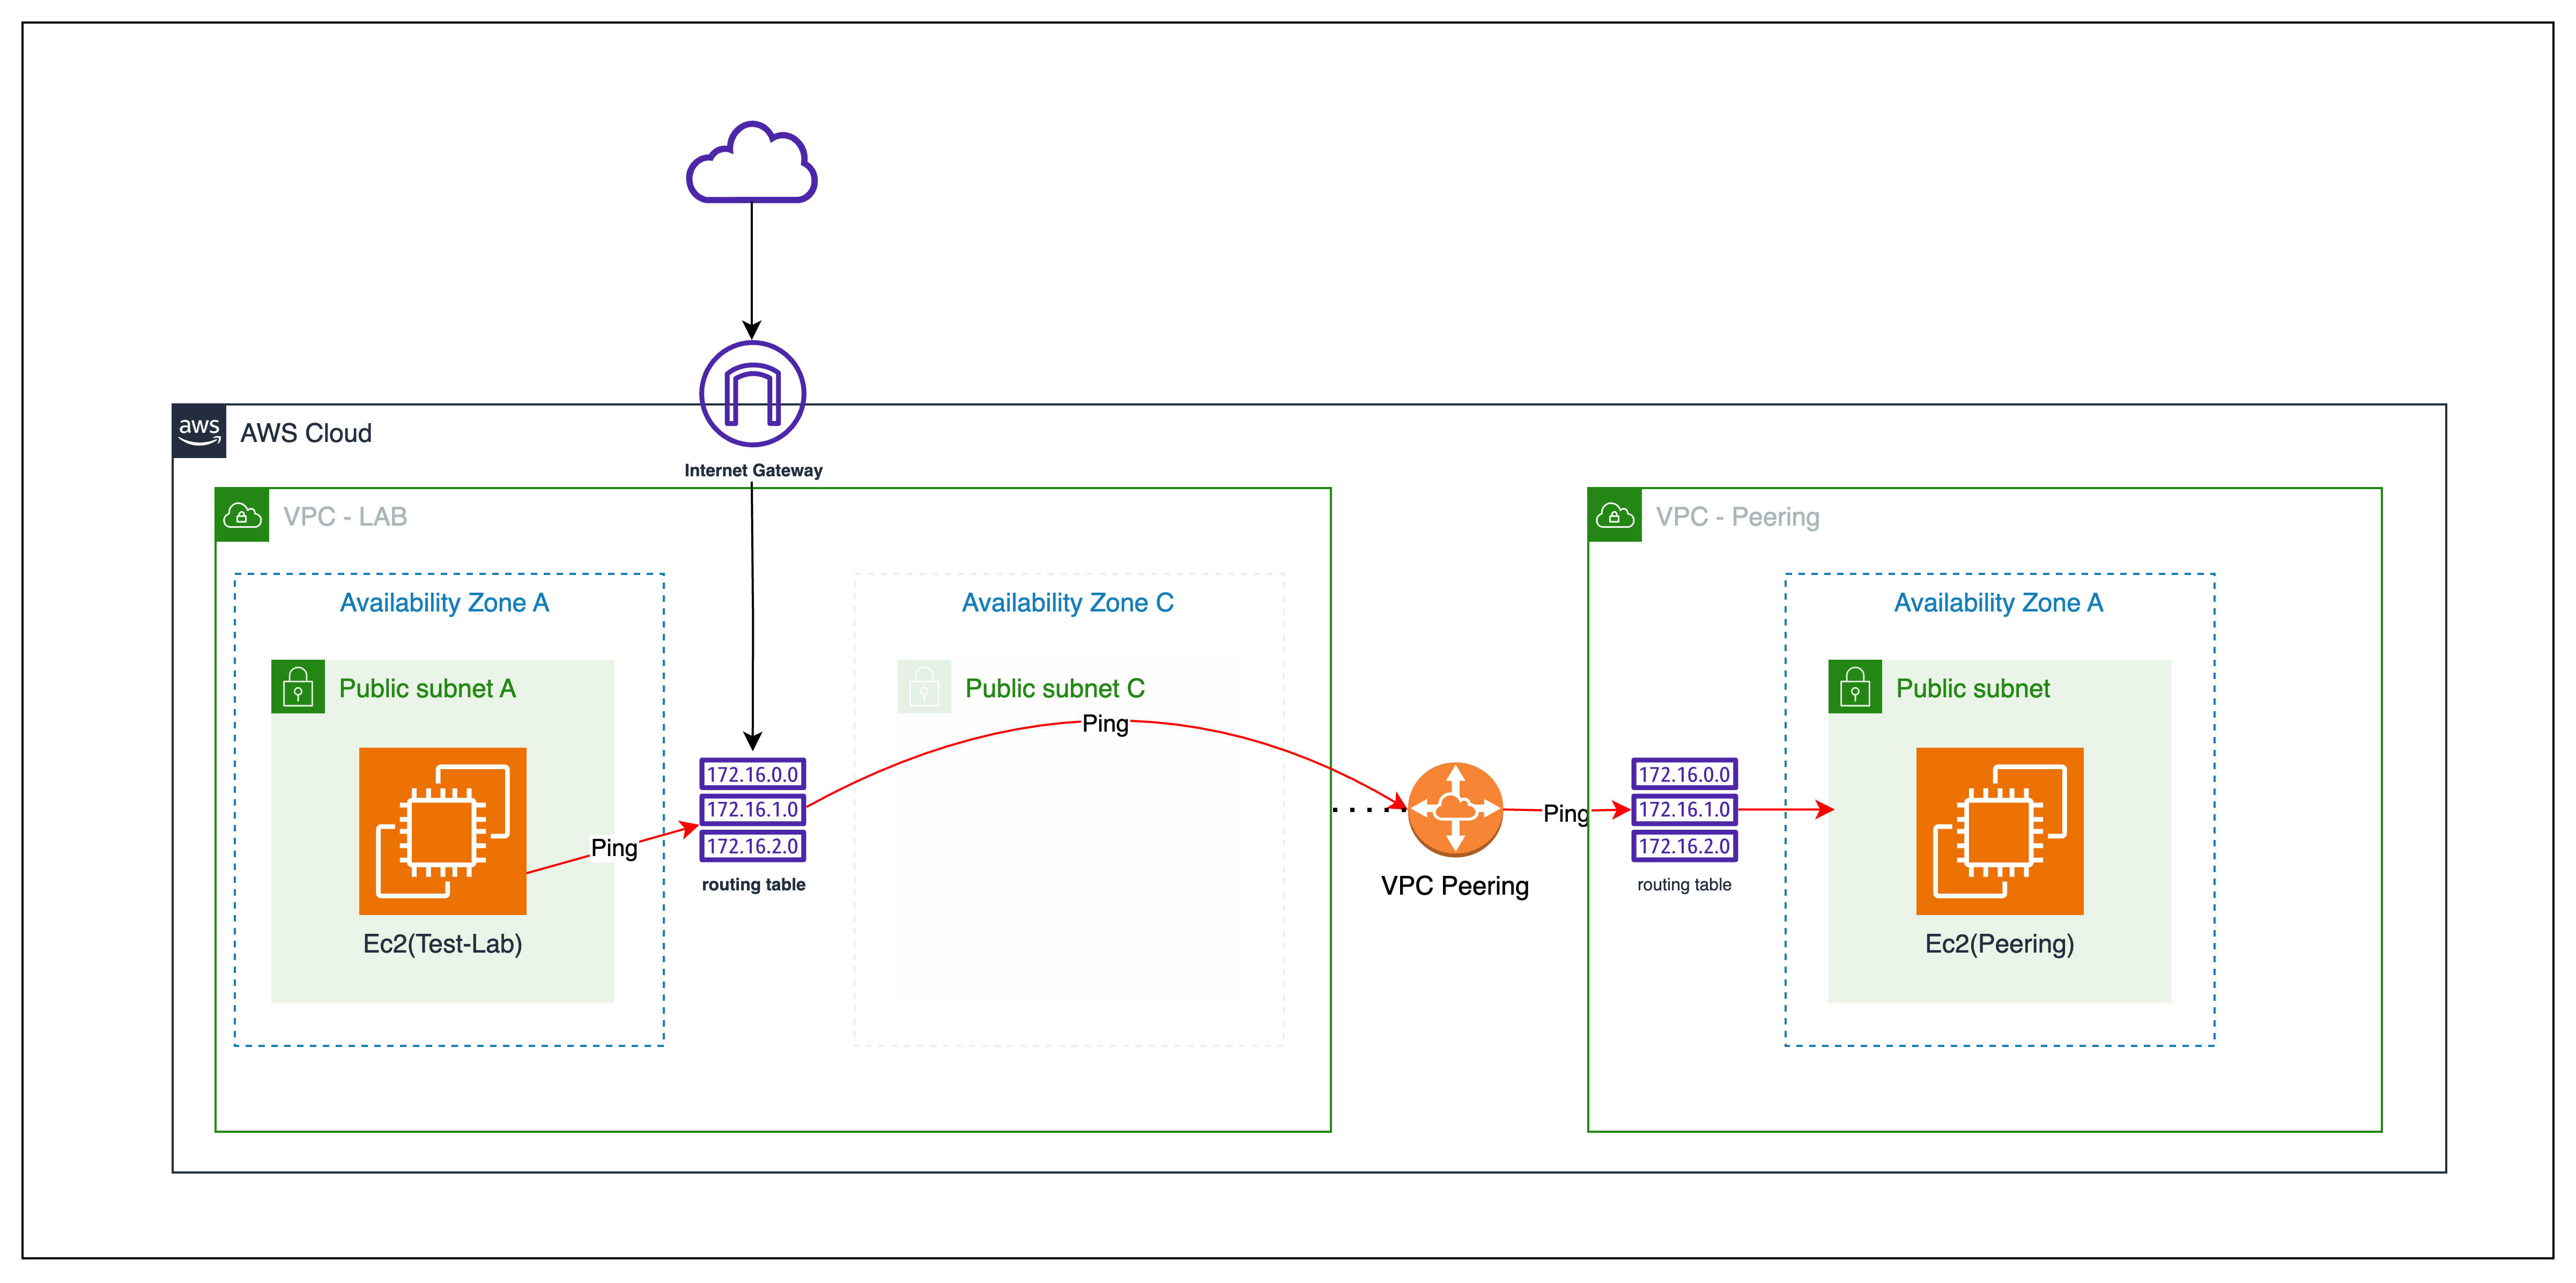 aws
AWS Cloud
Internet Gateway
VPC - LAB
Availability Zone A
Public subnet A
Ec2(Test-Lab)
Ping
172.16.0.0
172.16.1.0
172.16.2.0
routing table
Availability Zone C
Public subnet C
Ping
VPC Peering
Ping
VPC - Peering
172.16.0.0
172.16.1.0
172.16.2.0
routing table
Availability Zone A
Public subnet
Ec2(Peering)